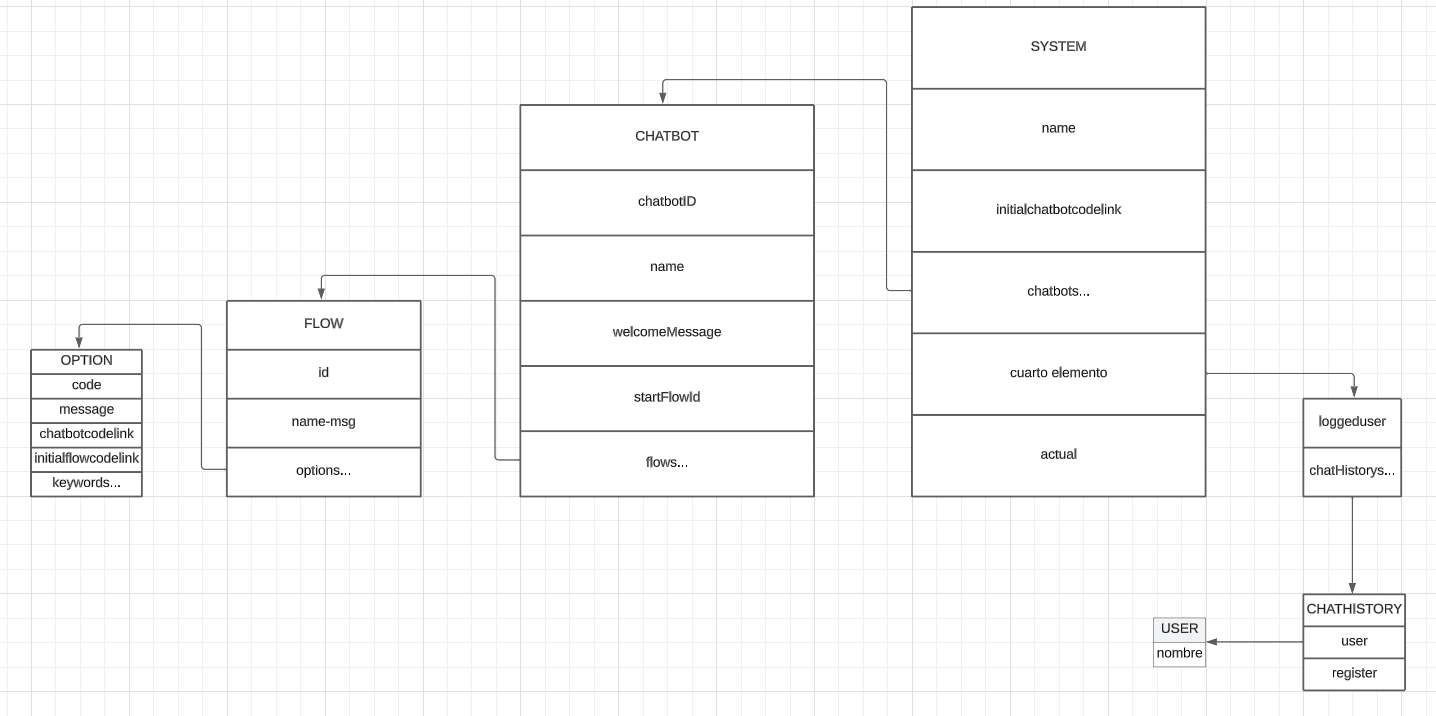 SYSTEM
name
initialchatbotcodelink
chatbots...
cuarto elemento
actual
CHATBOT
chatbotID
name
welcomeMessage
startFlowId
flows...
FLOW
id
name-msg
options...
OPTION
code
message
chatbotcodelink
initialflowcodelink
keywords...
loggeduser
chatHistorys...
CHATHISTORY
user
register
USER
nombre